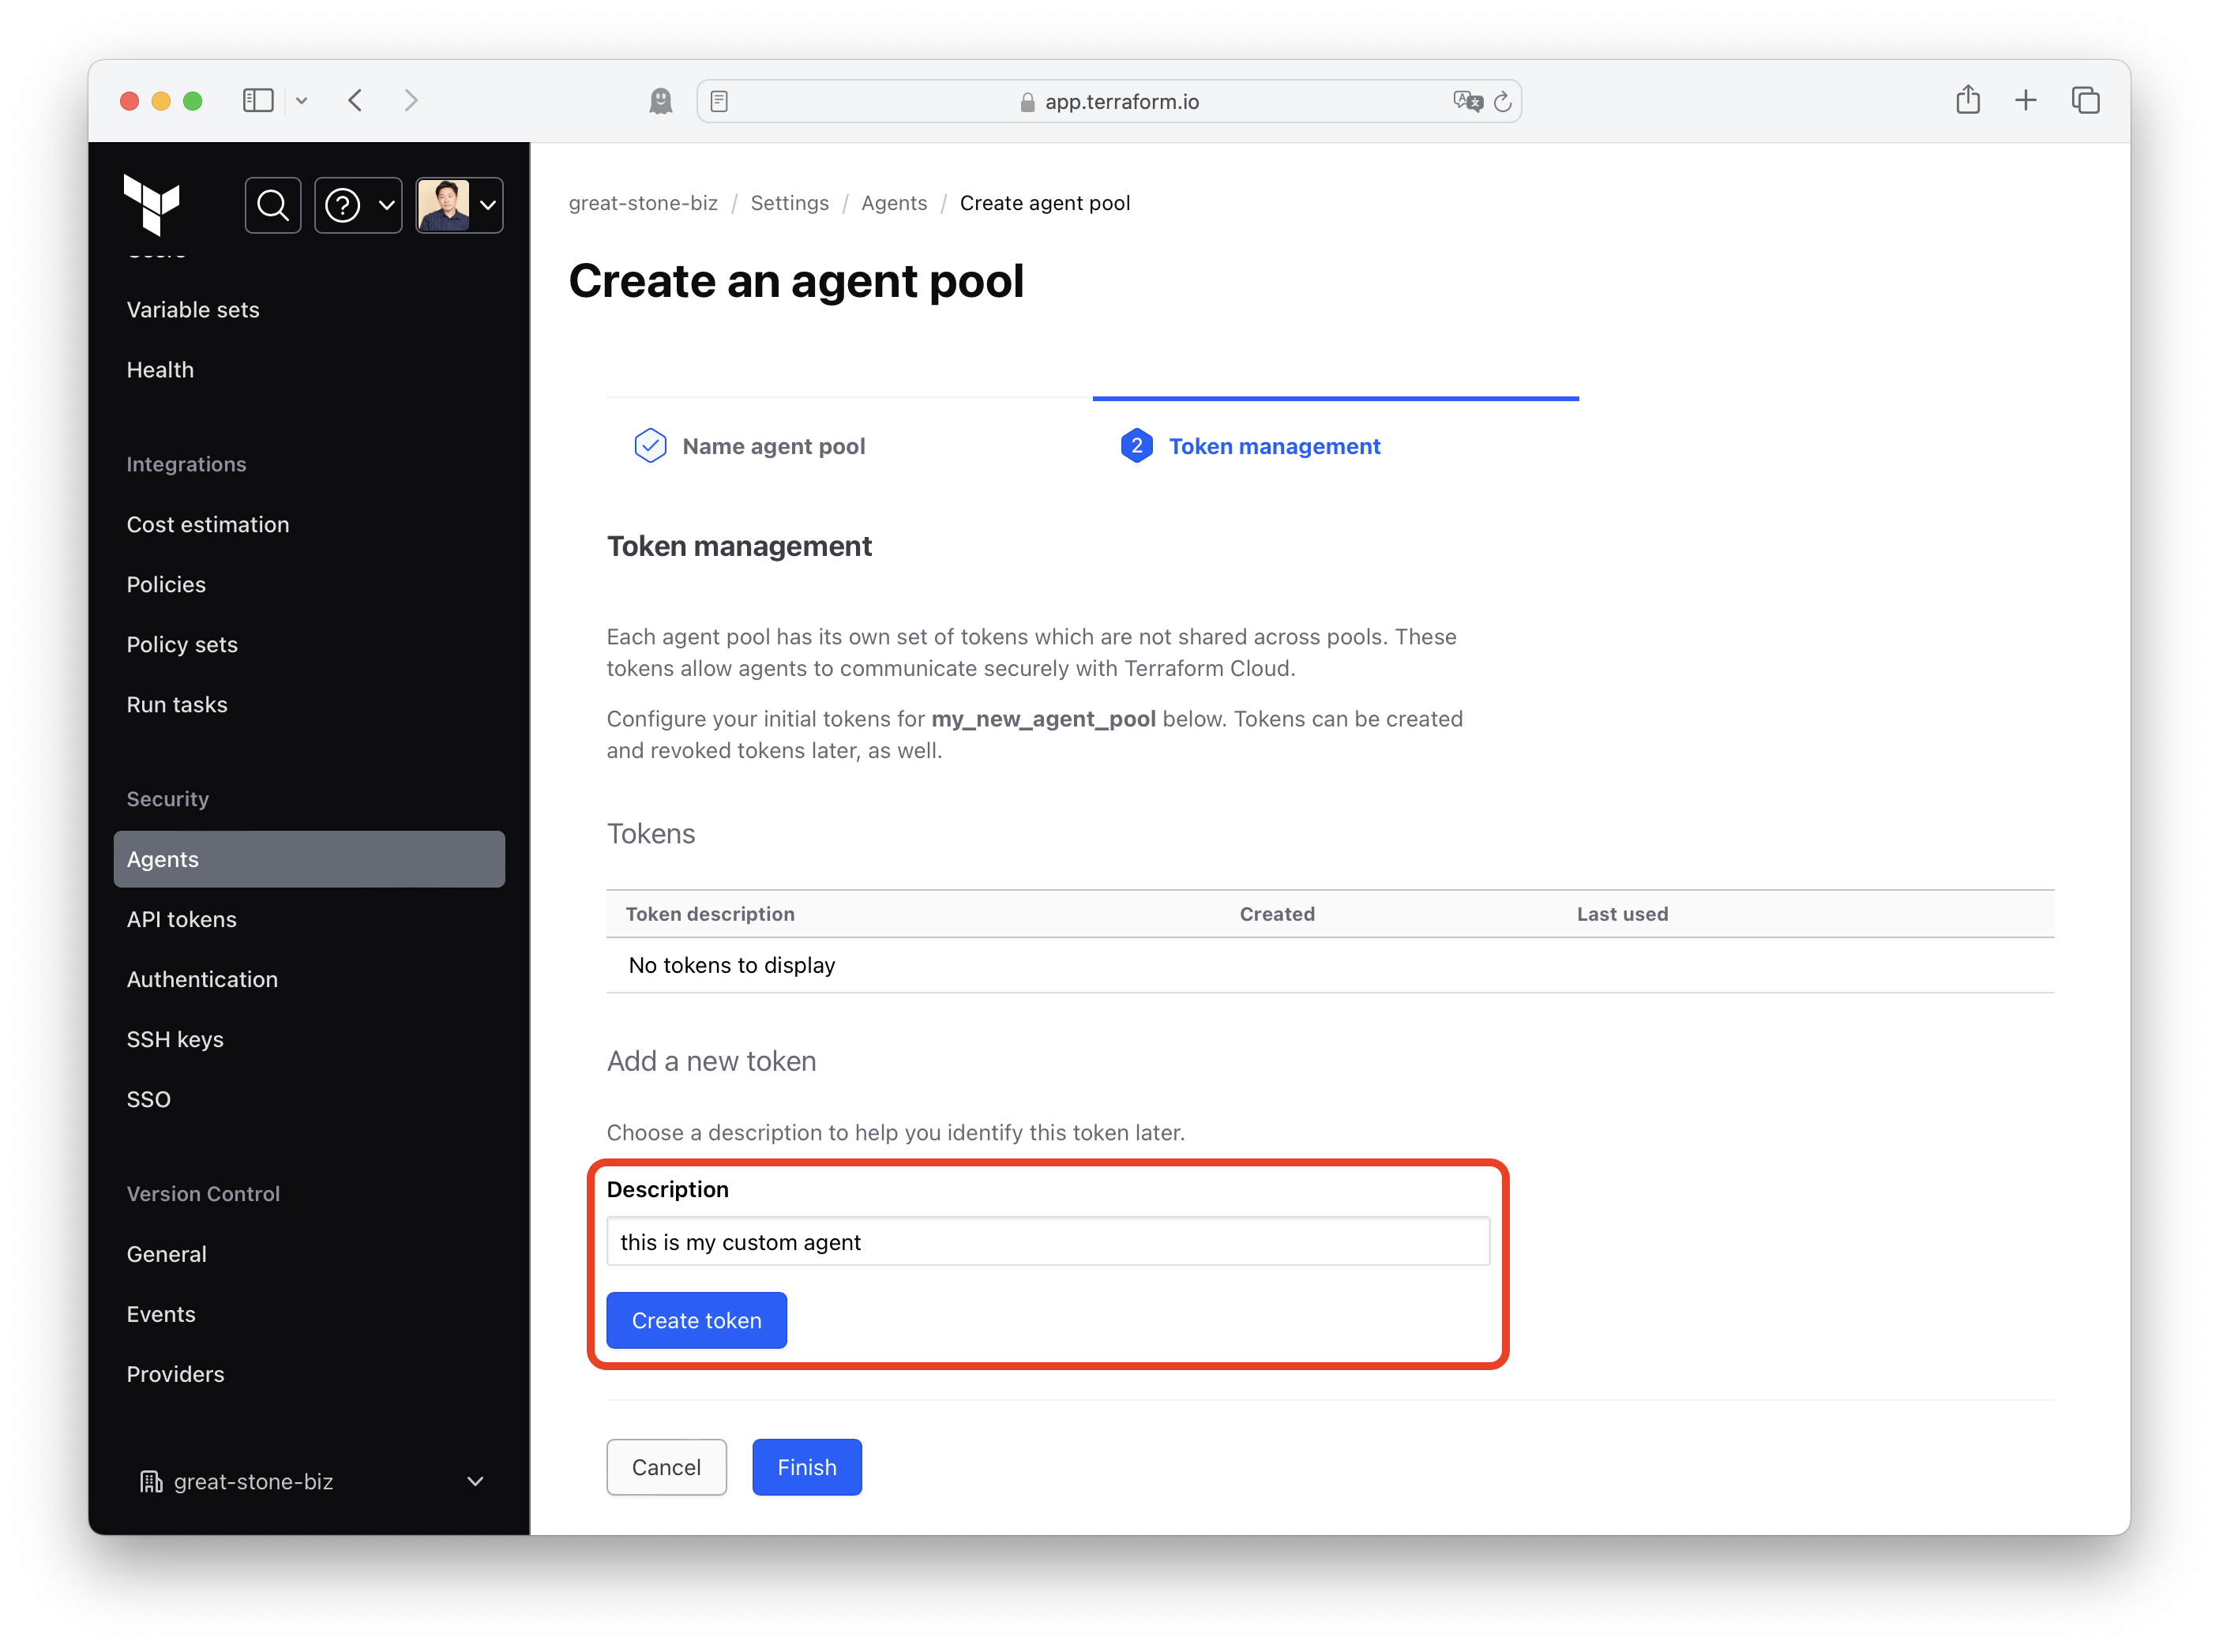 app.terraform.io
Variable sets
Health
Integrations
Cost estimation
Policies
Policy sets
Run tasks
Security
Agents
API tokens
Authentication
SSH keys
SSO
Version Control
General
Events
Providers
great-stone-biz
great-stone-biz / Settings / Agents / Create agent pool
Create an agent pool
Name agent pool
2 Token management
Token management
Each agent pool has its own set of tokens which are not shared across pools. These
tokens allow agents to communicate securely with Terraform Cloud.
Configure your initial tokens for my_new_agent_pool below. Tokens can be created
and revoked tokens later, as well.
Tokens
Token description Created Last used
No tokens to display
Add a new token
Choose a description to help you identify this token later.
Description
this is my custom agent
Create token
Cancel Finish